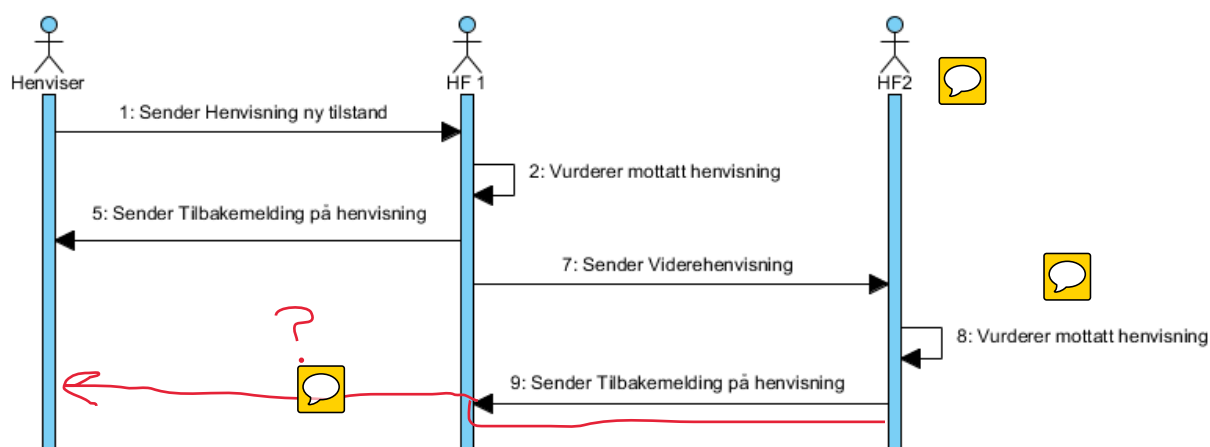 Henviser
HF 1
HF2
1: Sender Henvisning ny tilstand
2: Vurderer mottatt henvisning
5: Sender Tilbakemelding på henvisning
7: Sender Viderehenvisning
?
8: Vurderer mottatt henvisning
9: Sender Tilbakemelding på henvisning